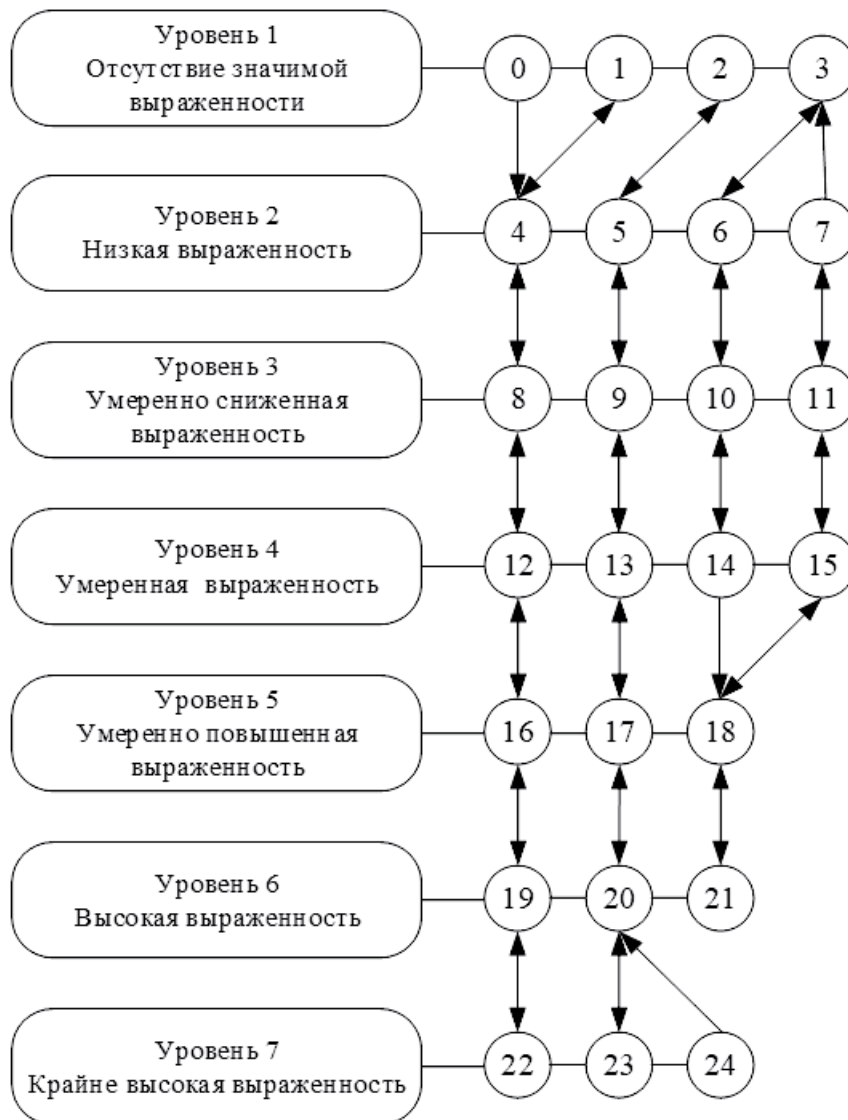 Уровень 1
Отсутствие значимой
выраженности
0 1 2 3
Уровень 2
Низкая выраженность
4 5 6 7
Уровень 3
Умеренно сниженная
выраженность
8 9 10 11
Уровень 4
Умеренная выраженность
12 13 14 15
Уровень 5
Умеренно повышенная
выраженность
16 17 18
Уровень 6
Высокая выраженность
19 20 21
Уровень 7
Крайне высокая выраженность
22 23 24